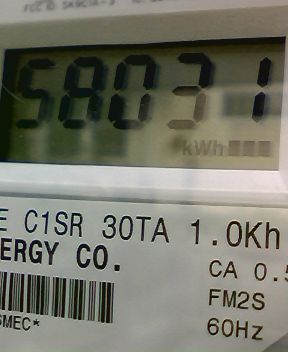 58031
kWh
E C1SR 30TA 1.0Kh
ERGY CO.
CA 0.5
FM2S
60Hz
SMEC*